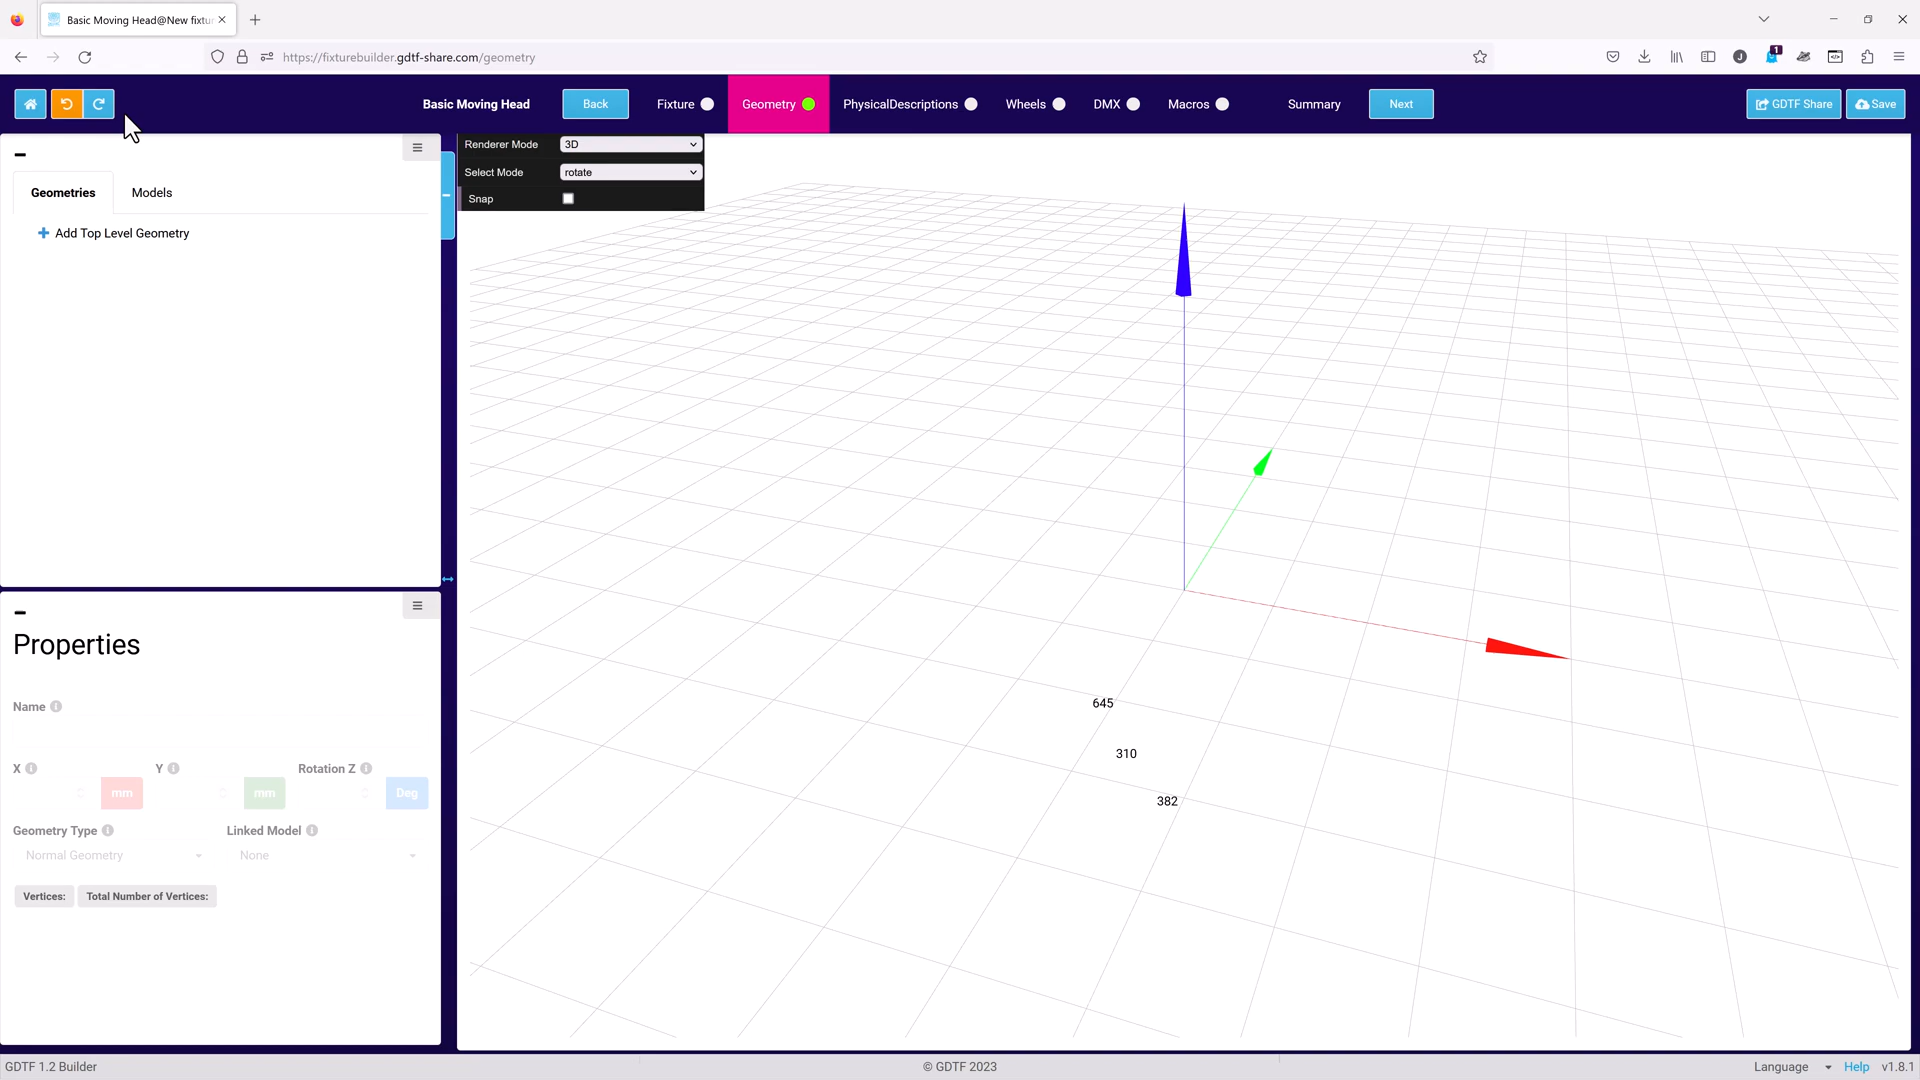 Basic Moving Head@New fixtur
https://fixturebuilder.gdtf-share.com/geometry
1
Basic Moving Head
Back
Fixture
Geometry
PhysicalDescriptions
Wheels
DMX
Macros
Summary
Next
GDTF Share
Save
Renderer Mode
3D
Select Mode
rotate
Snap
Geometries
Models
Add Top Level Geometry
645
310
382
Properties
Name
X
Y
Rotation Z
mm
mm
Deg
Geometry Type
Linked Model
Normal Geometry
None
Vertices:
Total Number of Vertices:
GDTF 1.2 Builder
© GDTF 2023
Language
Help
v1.8.1